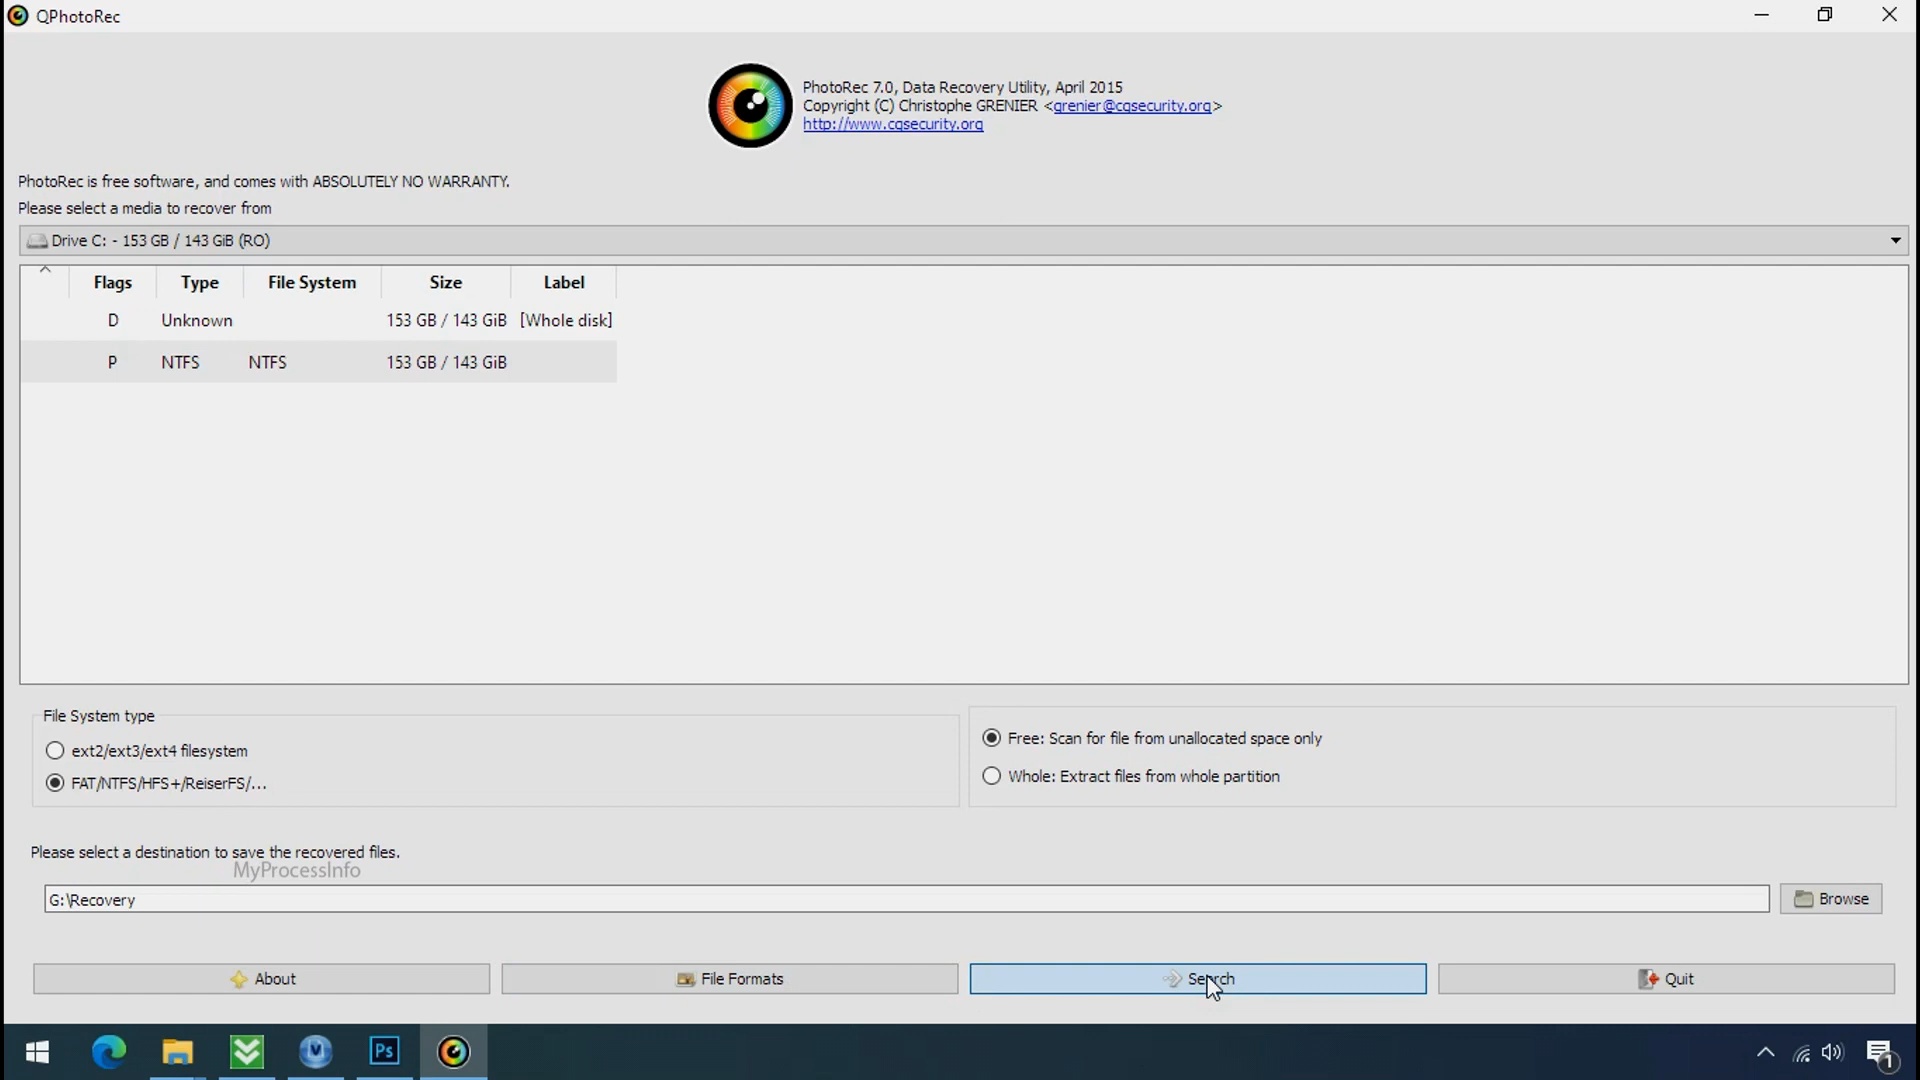 QPhotoRec
PhotoRec 7.0, Data Recovery Utility, April 2015
Copyright (C) Christophe GRENIER <grenier@cgsecurity.org>
http://www.cgsecurity.org
PhotoRec is free software, and comes with ABSOLUTELY NO WARRANTY.
Please select a media to recover from
Drive C: - 153 GB / 143 GiB (RO)
Flags Type File System Size Label
D Unknown 153 GB / 143 GiB [Whole disk]
P NTFS NTFS 153 GB / 143 GiB
File System type
ext2/ext3/ext4 filesystem
FAT/NTFS/HFS+/ReiserFS/...
Free: Scan for file from unallocated space only
Whole: Extract files from whole partition
Please select a destination to save the recovered files.
MyProcessInfo
G:\Recovery
Browse
About
File Formats
Search
Quit
Ps
1